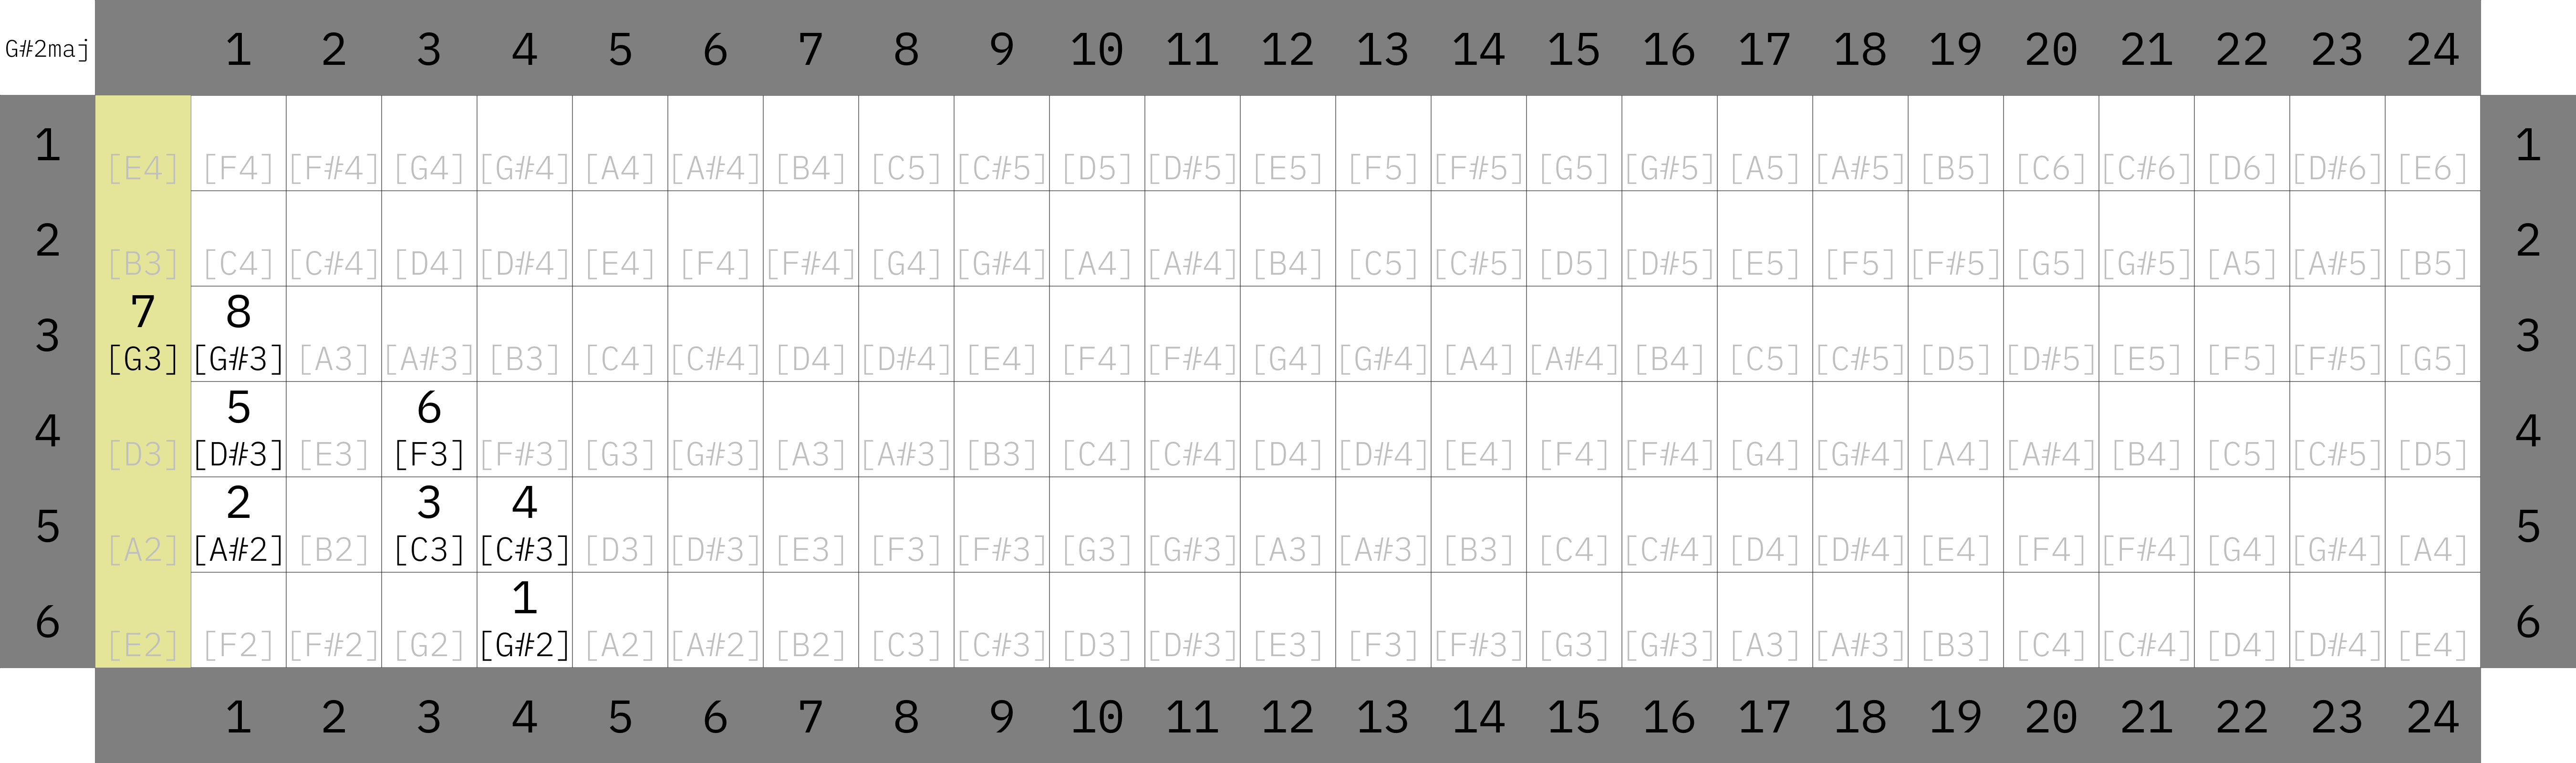 G#2maj 1 2 3 4 5 6 7 8 9 10 11 12 13 14 15 16 17 18 19 20 21 22 23 24
1 [E4] [F4] [F#4] [G4] [G#4] [A4] [A#4] [B4] [C5] [C#5] [D5] [D#5] [E5] [F5] [F#5] [G5] [G#5] [A5] [A#5] [B5] [C6] [C#6] [D6] [D#6] [E6] 1
2 [B3] [C4] [C#4] [D4] [D#4] [E4] [F4] [F#4] [G4] [G#4] [A4] [A#4] [B4] [C5] [C#5] [D5] [D#5] [E5] [F5] [F#5] [G5] [G#5] [A5] [A#5] [B5] 2
7 8
3 [G3] [G#3] [A3] [A#3] [B3] [C4] [C#4] [D4] [D#4] [E4] [F4] [F#4] [G4] [G#4] [A4] [A#4] [B4] [C5] [C#5] [D5] [D#5] [E5] [F5] [F#5] [G5] 3
5 6
4 [D3] [D#3] [E3] [F3] [F#3] [G3] [G#3] [A3] [A#3] [B3] [C4] [C#4] [D4] [D#4] [E4] [F4] [F#4] [G4] [G#4] [A4] [A#4] [B4] [C5] [C#5] [D5] 4
2 3 4
5 [A2] [A#2] [B2] [C3] [C#3] [D3] [D#3] [E3] [F3] [F#3] [G3] [G#3] [A3] [A#3] [B3] [C4] [C#4] [D4] [D#4] [E4] [F4] [F#4] [G4] [G#4] [A4] 5
1
6 [E2] [F2] [F#2] [G2] [G#2] [A2] [A#2] [B2] [C3] [C#3] [D3] [D#3] [E3] [F3] [F#3] [G3] [G#3] [A3] [A#3] [B3] [C4] [C#4] [D4] [D#4] [E4] 6
1 2 3 4 5 6 7 8 9 10 11 12 13 14 15 16 17 18 19 20 21 22 23 24